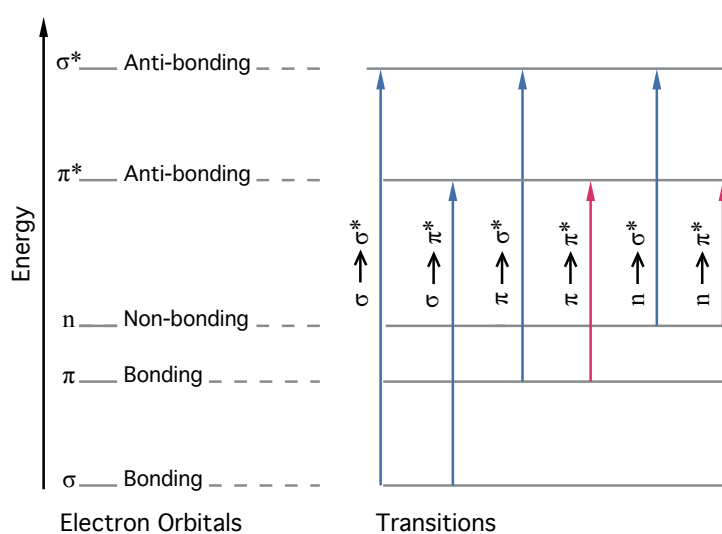 σ* Anti-bonding
π* Anti-bonding
n Non-bonding
π Bonding
σ Bonding
Energy
Electron Orbitals
σ → σ*
σ → π*
π → σ*
π → π*
n → σ*
n → π*
Transitions